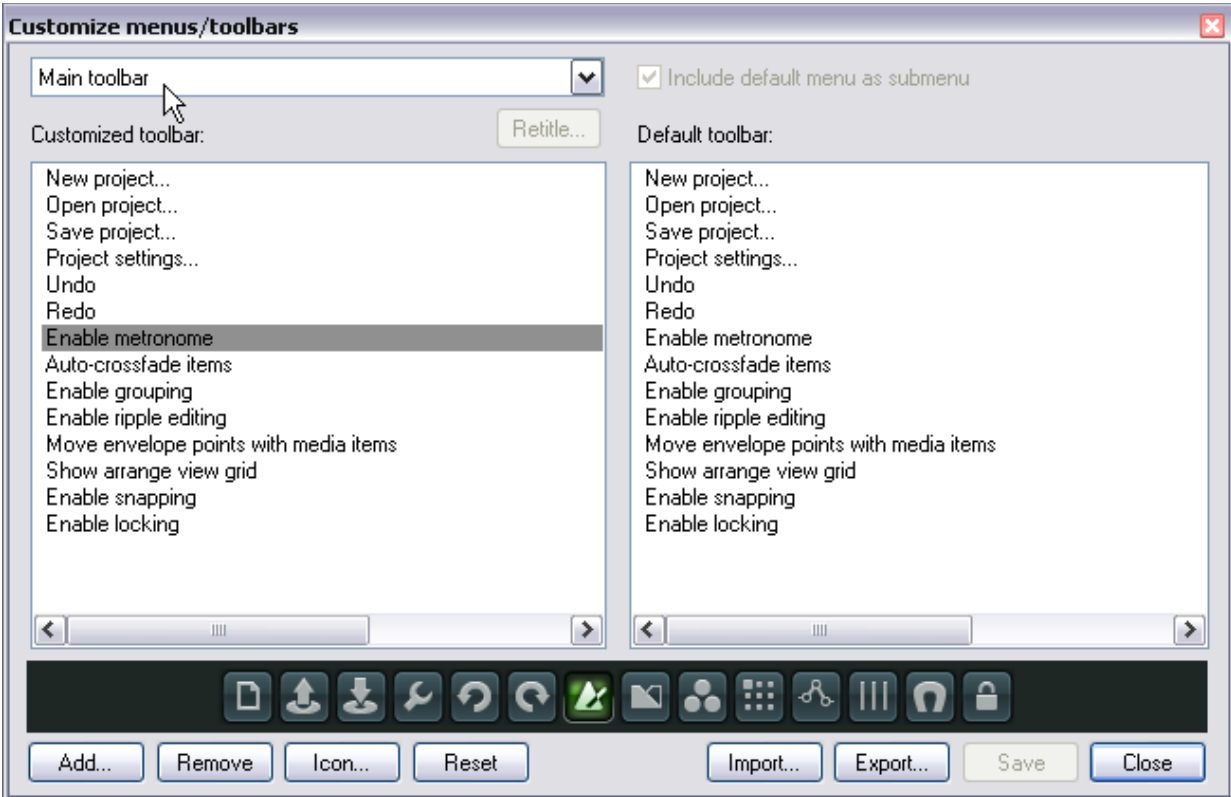 Customize menus/toolbars
Main toolbar
Include default menu as submenu
Customized toolbar:
Retitle...
Default toolbar:
New project...
Open project...
Save project...
Project settings...
Undo
Redo
Enable metronome
Auto-crossfade items
Enable grouping
Enable ripple editing
Move envelope points with media items
Show arrange view grid
Enable snapping
Enable locking
New project...
Open project...
Save project...
Project settings...
Undo
Redo
Enable metronome
Auto-crossfade items
Enable grouping
Enable ripple editing
Move envelope points with media items
Show arrange view grid
Enable snapping
Enable locking
Add...
Remove
Icon...
Reset
Import...
Export...
Save
Close